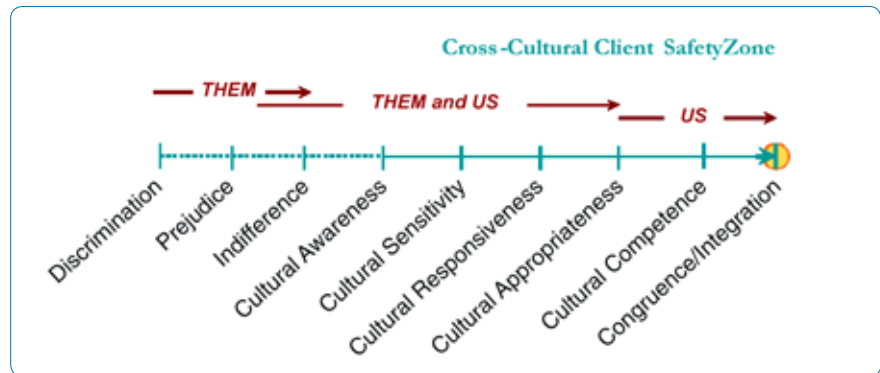 Cross-Cultural Client SafetyZone
THEM
THEM and US
US
Discrimination
Prejudice
Indifference
Cultural Awareness
Cultural Sensitivity
Cultural Responsiveness
Cultural Appropriateness
Cultural Competence
Congruence/Integration